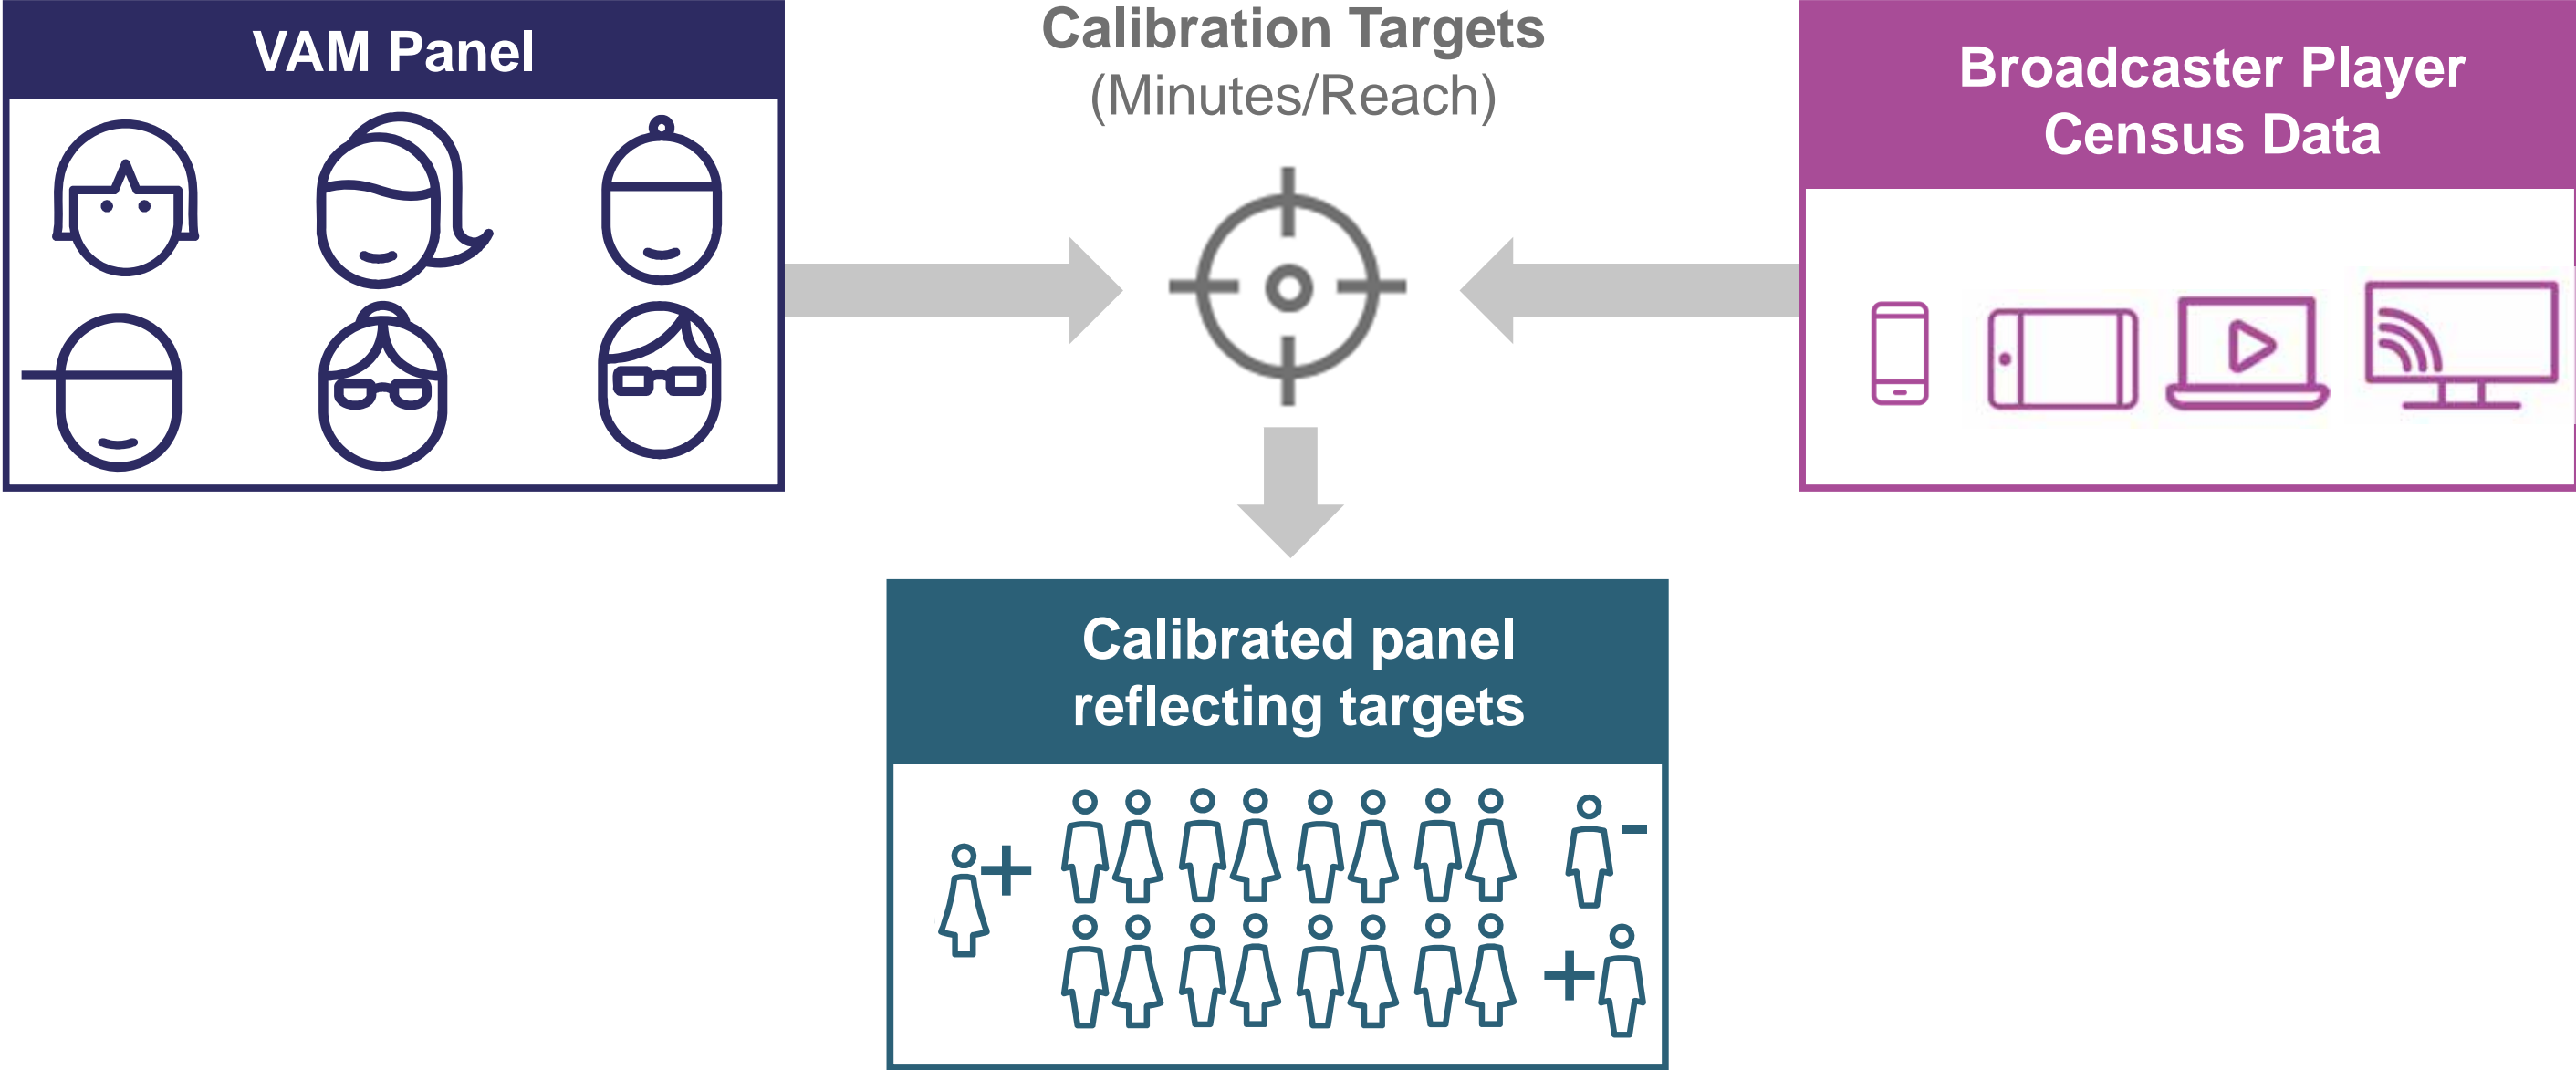 VAM Panel
Calibration Targets
(Minutes/Reach)
Broadcaster Player
Census Data
Calibrated panel
reflecting targets